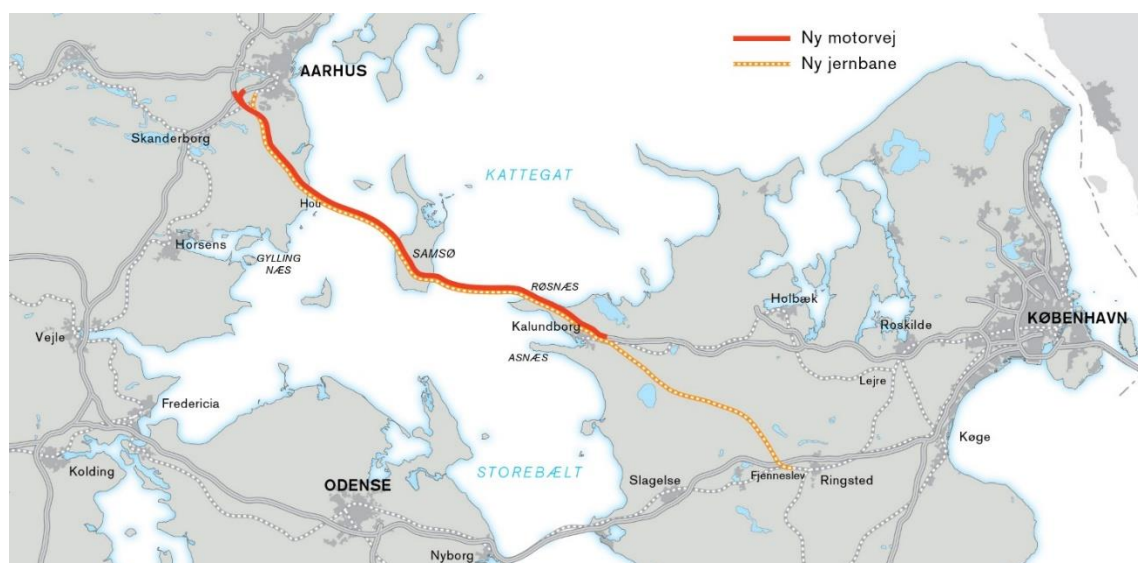 Ny motorvej
Ny jernbane
AARHUS
Skanderborg
KATTEGAT
Hou
Horsens
GYLLING
NÆS
SAMSØ
RØSNÆS
Holbæk
KØBENHAVN
Kalundborg
Roskilde
Vejle
ASNÆS
Lejre
Fredericia
Køge
Kolding
STOREBÆLT
ODENSE
Slagelse
Fjenneslev
Ringsted
Nyborg